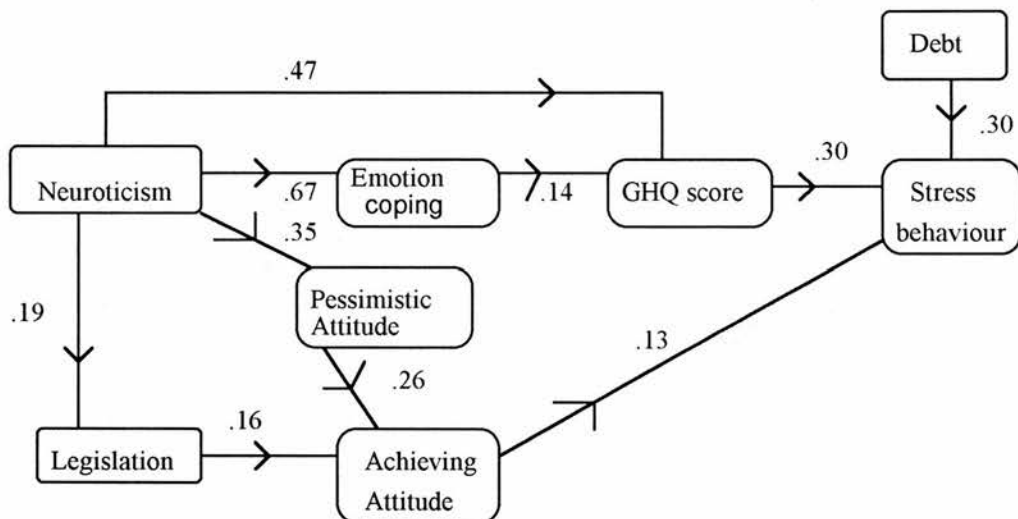 Debt
.47
.30
.30
Neuroticism
.67
Emotion
coping
.14
GHQ score
Stress
behaviour
.35
Pessimistic
Attitude
.19
.26
.13
.16
Legislation
Achieving
Attitude